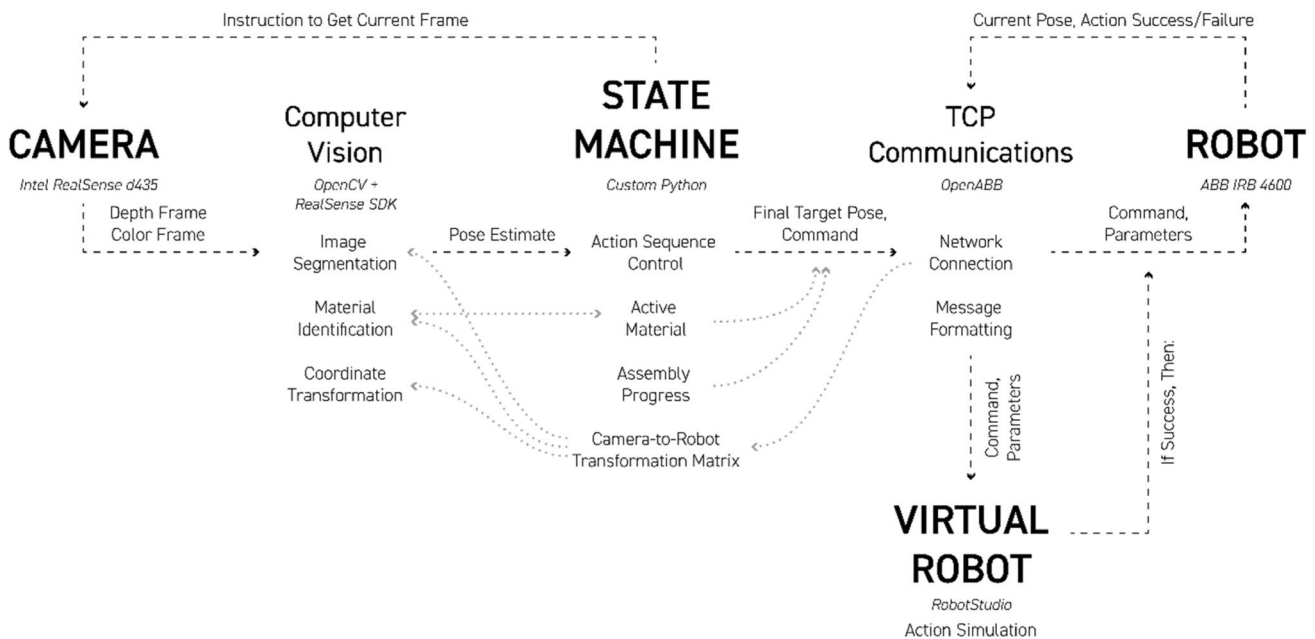 Instruction to Get Current Frame
Current Pose, Action Success/Failure
CAMERA
Intel RealSense d435
Depth Frame
Color Frame
Computer
Vision
OpenCV +
RealSense SDK
Image
Segmentation
Material
Identification
Coordinate
Transformation
Pose Estimate
STATE
MACHINE
Custom Python
Action Sequence
Control
Active
Material
Assembly
Progress
Camera-to-Robot
Transformation Matrix
Final Target Pose,
Command
TCP
Communications
OpenABB
Network
Connection
Message
Formatting
Command,
Parameters
ROBOT
ABB IRB 4600
Command,
Parameters
If Success, Then:
VIRTUAL
ROBOT
RobotStudio
Action Simulation